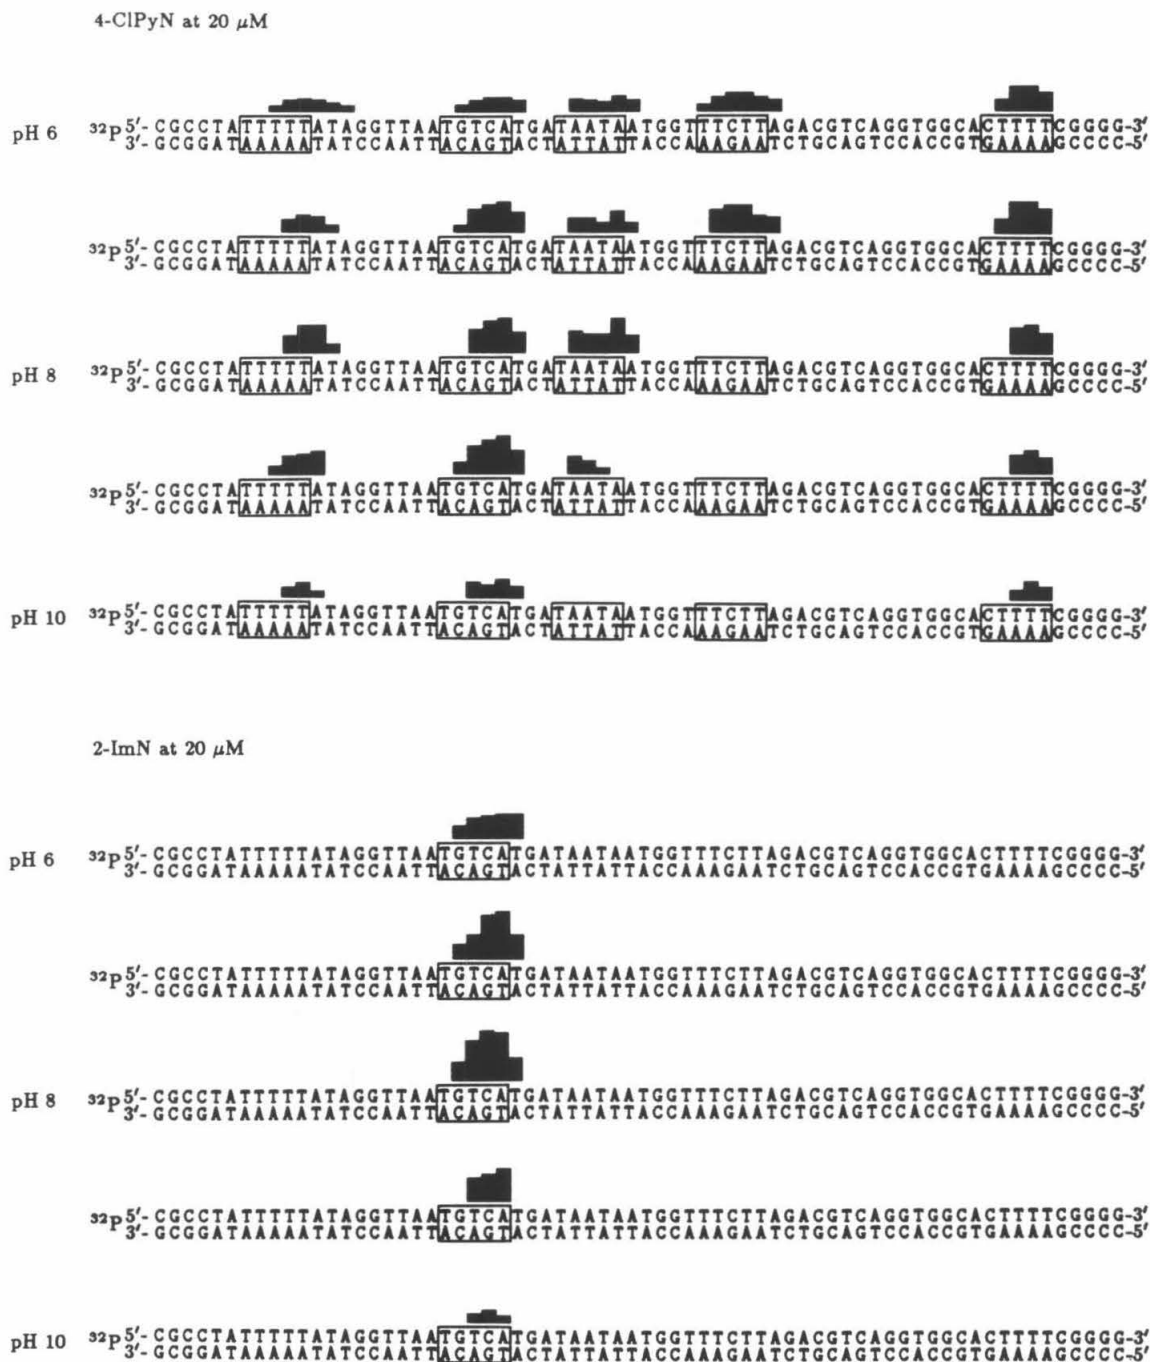 4-ClPyN at 20 μM
pH 6 ³²P 5′-CGCCTATTTTTATAGGTTAATGTCATGATAATAATGGTTTCTTAGACGTCAGGTGGCACTTTTCGGGG-3′
3′-GCGGATAAAAATATCCAATTACAGTACTATTATTACCAAAGAATCTGCAGTCCACCGTGAAAAGCCCC-5′
³²P 5′-CGCCTATTTTTATAGGTTAATGTCATGATAATAATGGTTTCTTAGACGTCAGGTGGCACTTTTCGGGG-3′
3′-GCGGATAAAAATATCCAATTACAGTACTATTATTACCAAAGAATCTGCAGTCCACCGTGAAAAGCCCC-5′
pH 8 ³²P 5′-CGCCTATTTTTATAGGTTAATGTCATGATAATAATGGTTTCTTAGACGTCAGGTGGCACTTTTCGGGG-3′
3′-GCGGATAAAAATATCCAATTACAGTACTATTATTACCAAAGAATCTGCAGTCCACCGTGAAAAGCCCC-5′
³²P 5′-CGCCTATTTTTATAGGTTAATGTCATGATAATAATGGTTTCTTAGACGTCAGGTGGCACTTTTCGGGG-3′
3′-GCGGATAAAAATATCCAATTACAGTACTATTATTACCAAAGAATCTGCAGTCCACCGTGAAAAGCCCC-5′
pH 10 ³²P 5′-CGCCTATTTTTATAGGTTAATGTCATGATAATAATGGTTTCTTAGACGTCAGGTGGCACTTTTCGGGG-3′
3′-GCGGATAAAAATATCCAATTACAGTACTATTATTACCAAAGAATCTGCAGTCCACCGTGAAAAGCCCC-5′
2-ImN at 20 μM
pH 6 ³²P 5′-CGCCTATTTTTATAGGTTAATGTCATGATAATAATGGTTTCTTAGACGTCAGGTGGCACTTTTCGGGG-3′
3′-GCGGATAAAAATATCCAATTACAGTACTATTATTACCAAAGAATCTGCAGTCCACCGTGAAAAGCCCC-5′
³²P 5′-CGCCTATTTTTATAGGTTAATGTCATGATAATAATGGTTTCTTAGACGTCAGGTGGCACTTTTCGGGG-3′
3′-GCGGATAAAAATATCCAATTACAGTACTATTATTACCAAAGAATCTGCAGTCCACCGTGAAAAGCCCC-5′
pH 8 ³²P 5′-CGCCTATTTTTATAGGTTAATGTCATGATAATAATGGTTTCTTAGACGTCAGGTGGCACTTTTCGGGG-3′
3′-GCGGATAAAAATATCCAATTACAGTACTATTATTACCAAAGAATCTGCAGTCCACCGTGAAAAGCCCC-5′
³²P 5′-CGCCTATTTTTATAGGTTAATGTCATGATAATAATGGTTTCTTAGACGTCAGGTGGCACTTTTCGGGG-3′
3′-GCGGATAAAAATATCCAATTACAGTACTATTATTACCAAAGAATCTGCAGTCCACCGTGAAAAGCCCC-5′
pH 10 ³²P 5′-CGCCTATTTTTATAGGTTAATGTCATGATAATAATGGTTTCTTAGACGTCAGGTGGCACTTTTCGGGG-3′
3′-GCGGATAAAAATATCCAATTACAGTACTATTATTACCAAAGAATCTGCAGTCCACCGTGAAAAGCCCC-5′